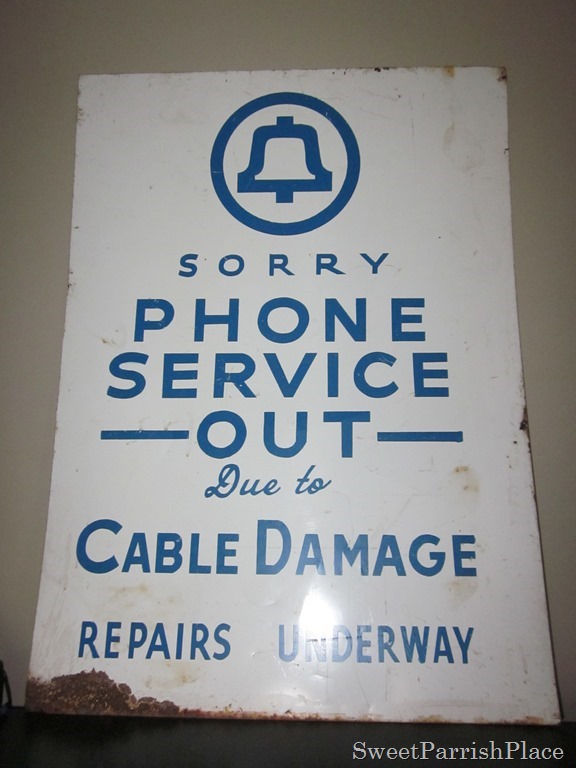 SORRY
PHONE
SERVICE
OUT
Due to
CABLE DAMAGE
REPAIRS UNDERWAY
SweetParrishPlace